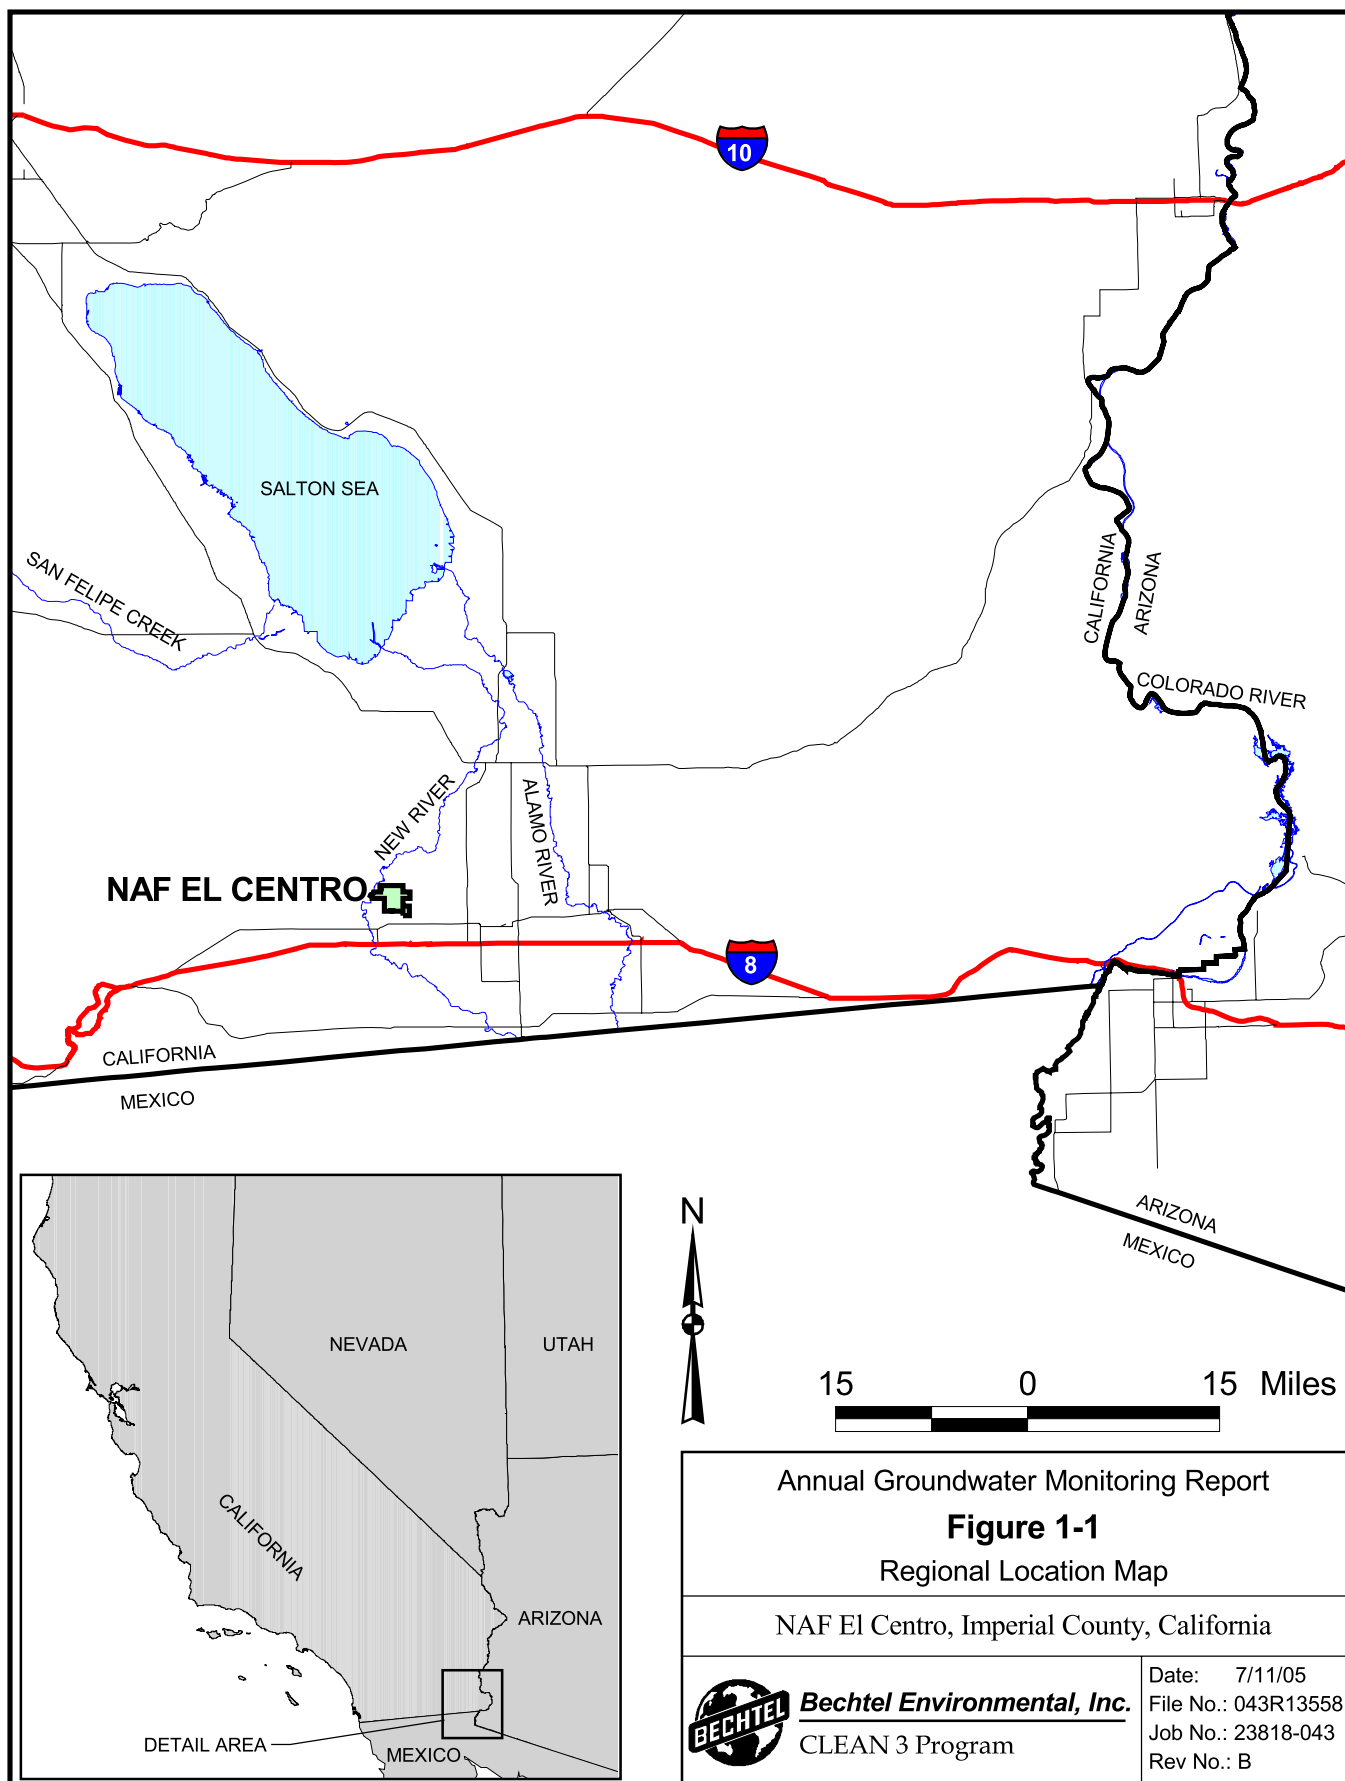 10
SALTON SEA
SAN FELIPE CREEK
CALIFORNIA
ARIZONA
COLORADO RIVER
NEW RIVER
ALAMO RIVER
NAF EL CENTRO
8
CALIFORNIA
MEXICO
ARIZONA
MEXICO
NEVADA
UTAH
CALIFORNIA
ARIZONA
DETAIL AREA
MEXICO
N
15 0 15 Miles
Annual Groundwater Monitoring Report
Figure 1-1
Regional Location Map
NAF El Centro, Imperial County, California
BECHTEL
Bechtel Environmental, Inc.
CLEAN 3 Program
Date: 7/11/05
File No.: 043R13558
Job No.: 23818-043
Rev No.: B